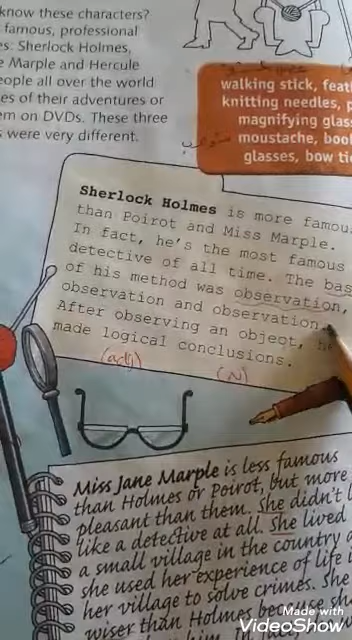 know these characters?
famous, professional
s: Sherlock Holmes,
Marple and Hercule
eople all over the world
es of their adventures or
em on DVDs. These three
s were very different.
walking stick, feat
knitting needles, p
magnifying glas
moustache, bool
glasses, bow tie
Sherlock Holmes is more famou
than Poirot and Miss Marple.
In fact, he's the most famous
detective of all time. The bas
of his method was observation,
observation and observation.
After observing an object, he
made logical conclusions.
(adj) (N)
Miss Jane Marple is less famous
than Holmes or Poirot, but more
pleasant than them. She didn't l
like a detective at all. She lived
a small village in the country a
she used her experience of life i
her village to solve crimes. She
wiser than Holmes because she
him
Made with
VideoShow